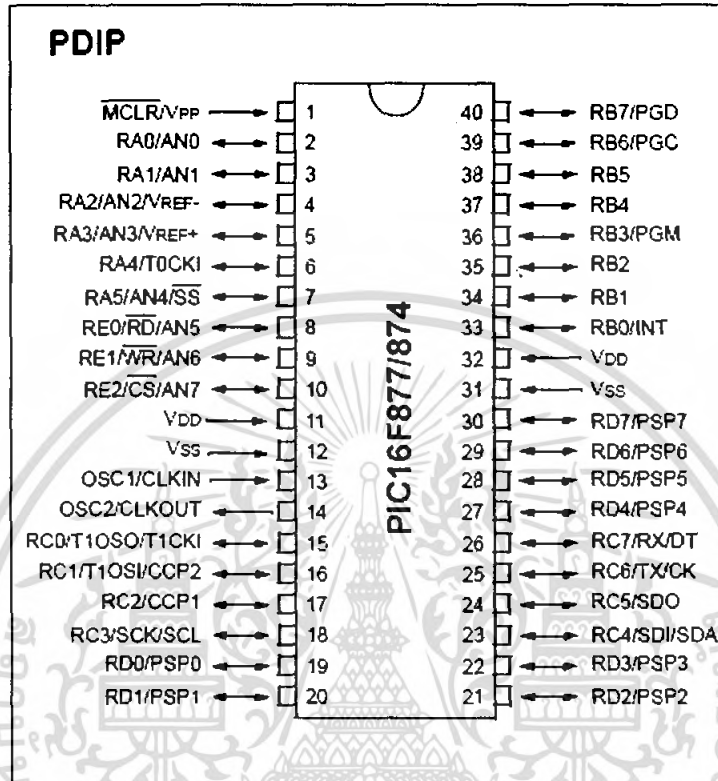 PDIP
MCLR/VPP 1 40 RB7/PGD
RA0/AN0 2 39 RB6/PGC
RA1/AN1 3 38 RB5
RA2/AN2/VREF- 4 37 RB4
RA3/AN3/VREF+ 5 36 RB3/PGM
RA4/T0CKI 6 35 RB2
RA5/AN4/SS 7 34 RB1
RE0/RD/AN5 8 33 RB0/INT
RE1/WR/AN6 9 32 VDD
RE2/CS/AN7 10 31 VSS
VDD 11 30 RD7/PSP7
VSS 12 29 RD6/PSP6
OSC1/CLKIN 13 28 RD5/PSP5
OSC2/CLKOUT 14 27 RD4/PSP4
RC0/T1OSO/T1CKI 15 26 RC7/RX/DT
RC1/T1OSI/CCP2 16 25 RC6/TX/CK
RC2/CCP1 17 24 RC5/SDO
RC3/SCK/SCL 18 23 RC4/SDI/SDA
RD0/PSP0 19 22 RD3/PSP3
RD1/PSP1 20 21 RD2/PSP2
PIC16F877/874